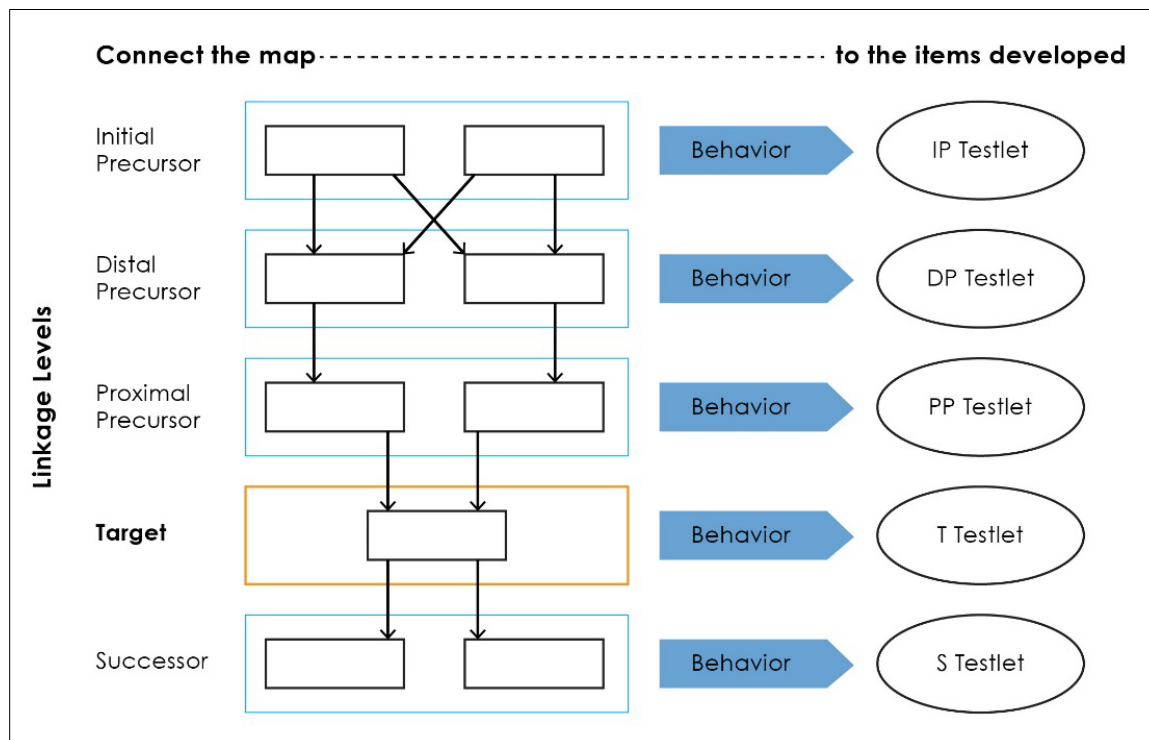 Connect the map
to the items developed
Linkage Levels
Initial
Precursor
Behavior
IP Testlet
Distal
Precursor
Behavior
DP Testlet
Proximal
Precursor
Behavior
PP Testlet
Target
Behavior
T Testlet
Successor
Behavior
S Testlet